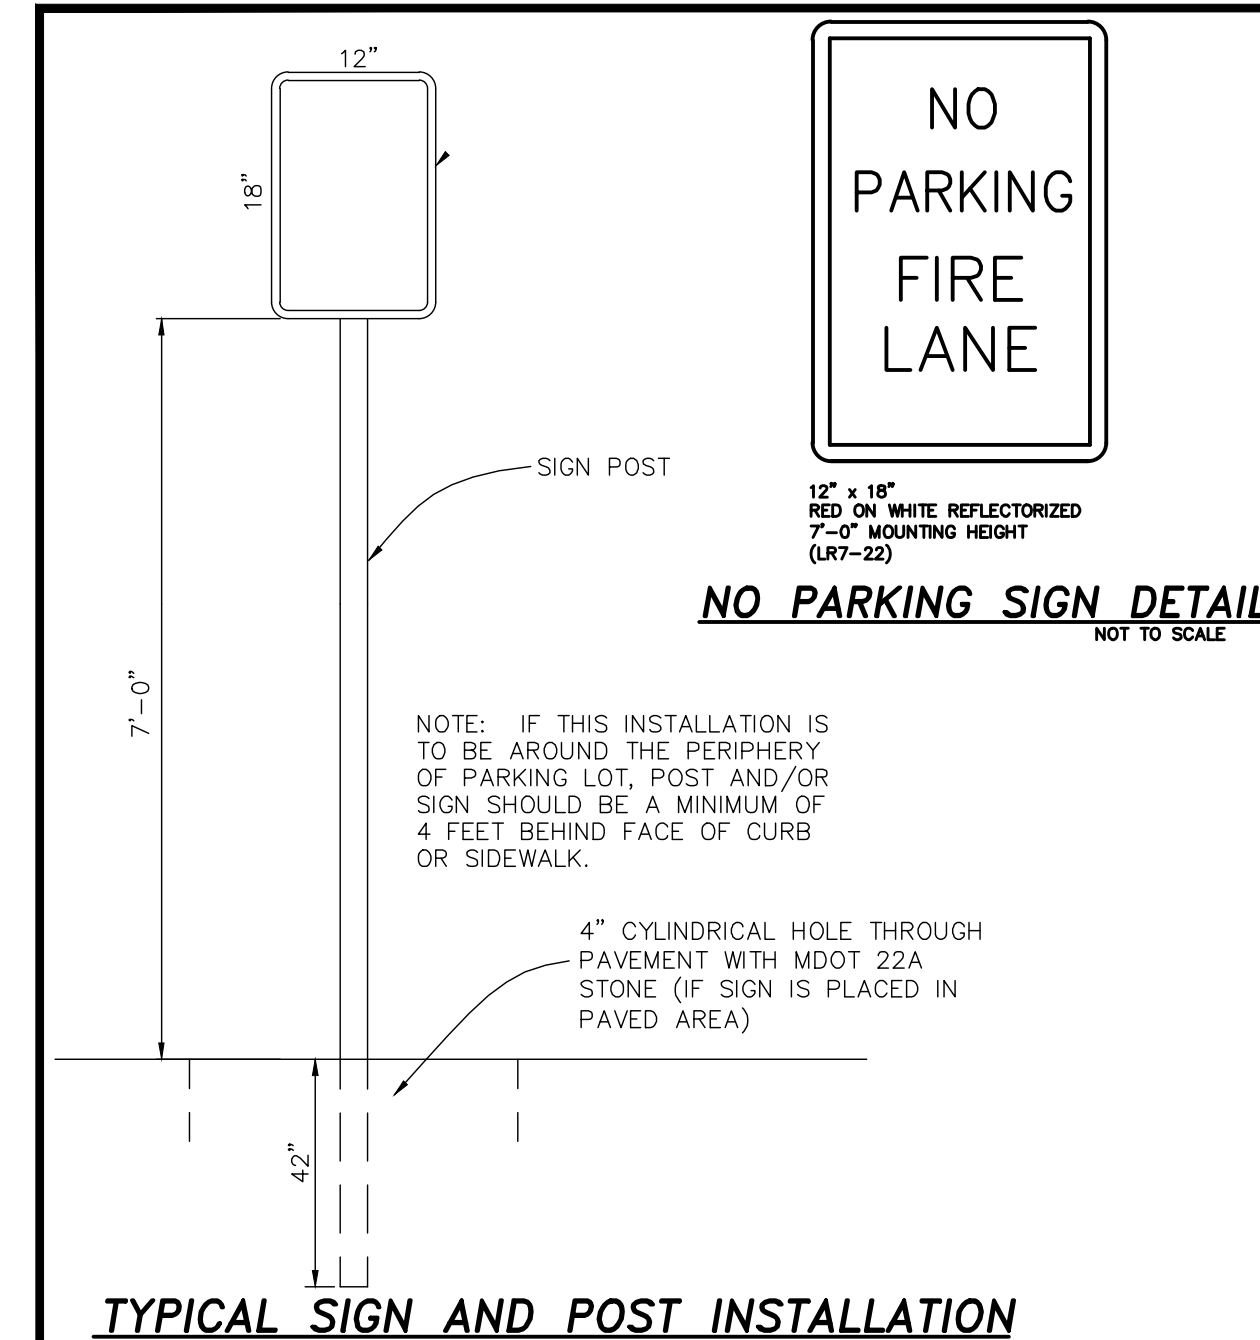 12"
18"
NO
PARKING
FIRE
LANE
SIGN POST
12" x 18"
RED ON WHITE REFLECTORIZED
7'-0" MOUNTING HEIGHT
(LR7-22)
NO PARKING SIGN DETAIL
NOT TO SCALE
7'-0"
NOTE: IF THIS INSTALLATION IS
TO BE AROUND THE PERIPHERY
OF PARKING LOT, POST AND/OR
SIGN SHOULD BE A MINIMUM OF
4 FEET BEHIND FACE OF CURB
OR SIDEWALK.
4" CYLINDRICAL HOLE THROUGH
PAVEMENT WITH MDOT 22A
STONE (IF SIGN IS PLACED IN
PAVED AREA)
42"
TYPICAL SIGN AND POST INSTALLATION